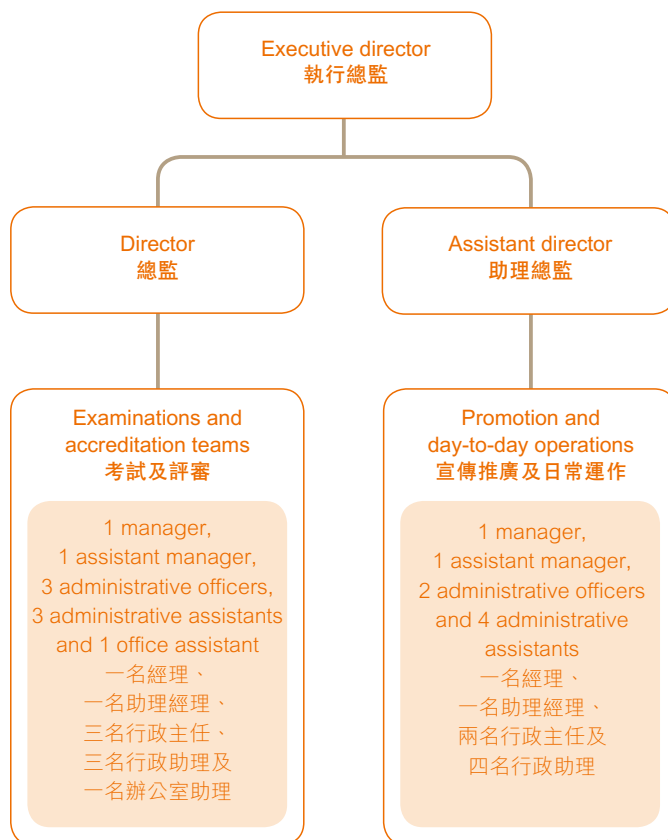 Executive director
執行總監
Director
總監
Assistant director
助理總監
Examinations and
accreditation teams
考試及評審
1 manager,
1 assistant manager,
3 administrative officers,
3 administrative assistants
and 1 office assistant
一名經理、
一名助理經理、
三名行政主任、
三名行政助理及
一名辦公室助理
Promotion and
day-to-day operations
宣傳推廣及日常運作
1 manager,
1 assistant manager,
2 administrative officers
and 4 administrative
assistants
一名經理、
一名助理經理、
兩名行政主任及
四名行政助理